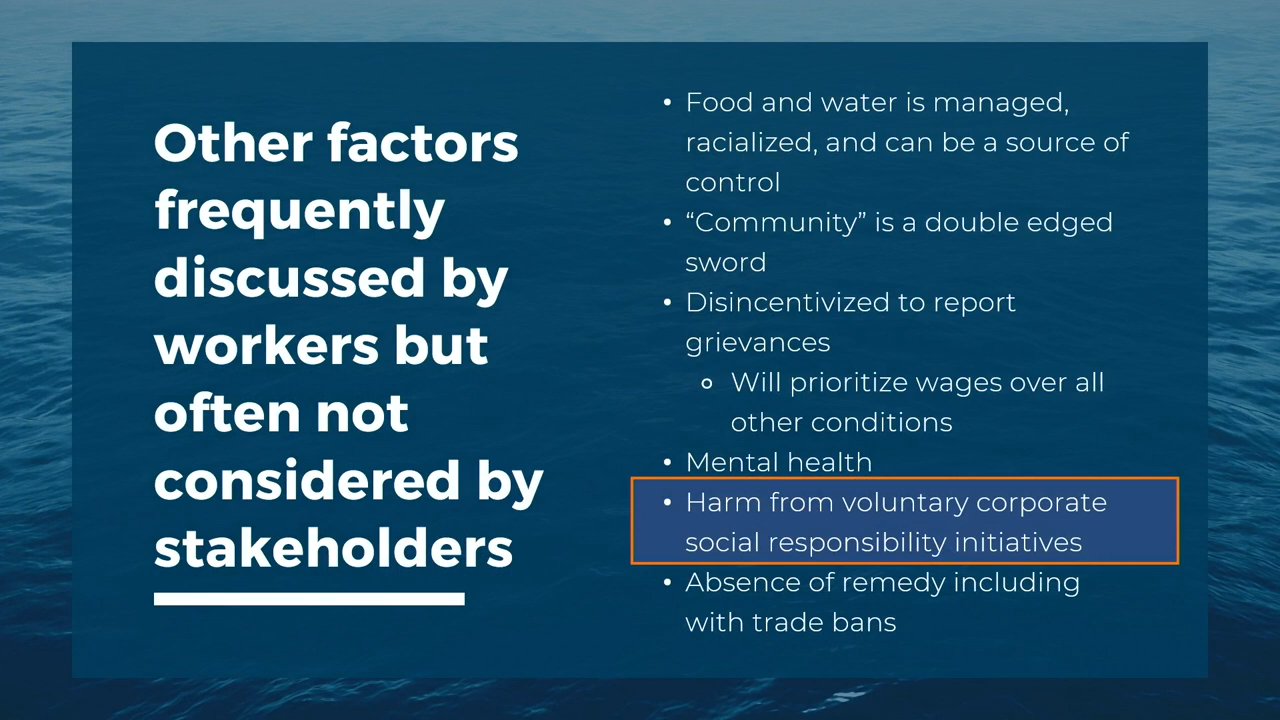 Other factors
frequently
discussed by
workers but
often not
considered by
stakeholders
• Food and water is managed,
racialized, and can be a source of
control
• “Community” is a double edged
sword
• Disincentivized to report
grievances
◦ Will prioritize wages over all
other conditions
• Mental health
• Harm from voluntary corporate
social responsibility initiatives
• Absence of remedy including
with trade bans